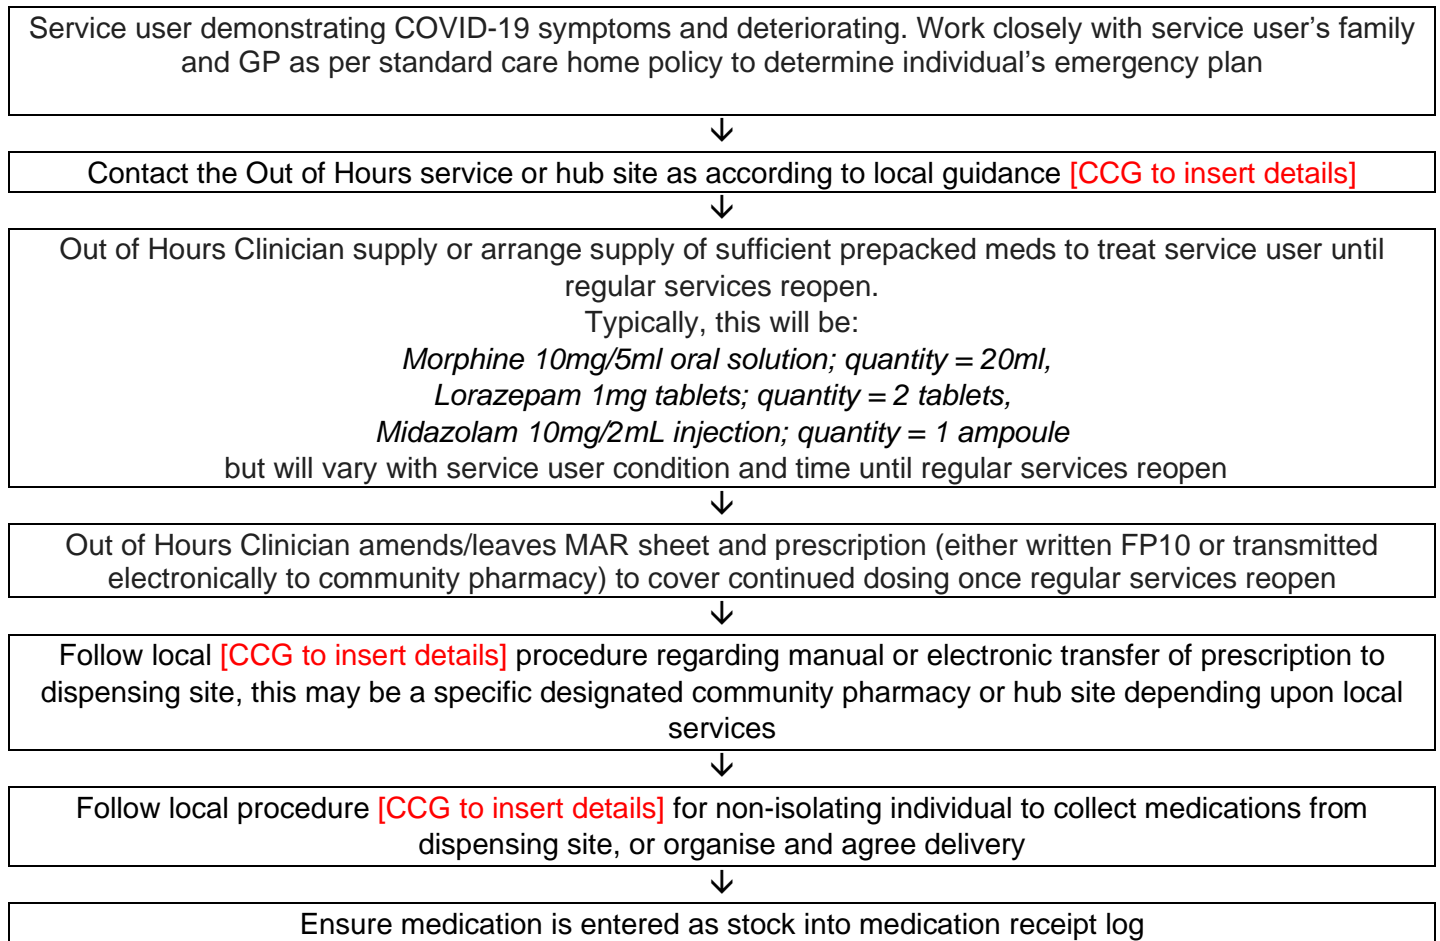 Service user demonstrating COVID-19 symptoms and deteriorating. Work closely with service user's family
and GP as per standard care home policy to determine individual's emergency plan
↓
Contact the Out of Hours service or hub site as according to local guidance [CCG to insert details]
↓
Out of Hours Clinician supply or arrange supply of sufficient prepacked meds to treat service user until
regular services reopen.
Typically, this will be:
Morphine 10mg/5ml oral solution; quantity = 20ml,
Lorazepam 1mg tablets; quantity = 2 tablets,
Midazolam 10mg/2mL injection; quantity = 1 ampoule
but will vary with service user condition and time until regular services reopen
↓
Out of Hours Clinician amends/leaves MAR sheet and prescription (either written FP10 or transmitted
electronically to community pharmacy) to cover continued dosing once regular services reopen
↓
Follow local [CCG to insert details] procedure regarding manual or electronic transfer of prescription to
dispensing site, this may be a specific designated community pharmacy or hub site depending upon local
services
↓
Follow local procedure [CCG to insert details] for non-isolating individual to collect medications from
dispensing site, or organise and agree delivery
↓
Ensure medication is entered as stock into medication receipt log